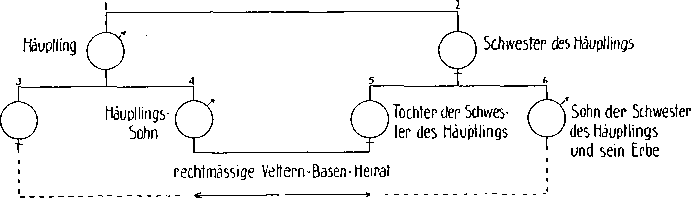 1 2
Häuptling
Schwester des Häuptlings
3 4 5 6
Häuptlings-
Sohn
Tochter der Schwes-
ter des Häuptlings
Sohn der Schwester
des Häuptlings
und sein Erbe
rechtmässige Vettern-Basen-Heirat